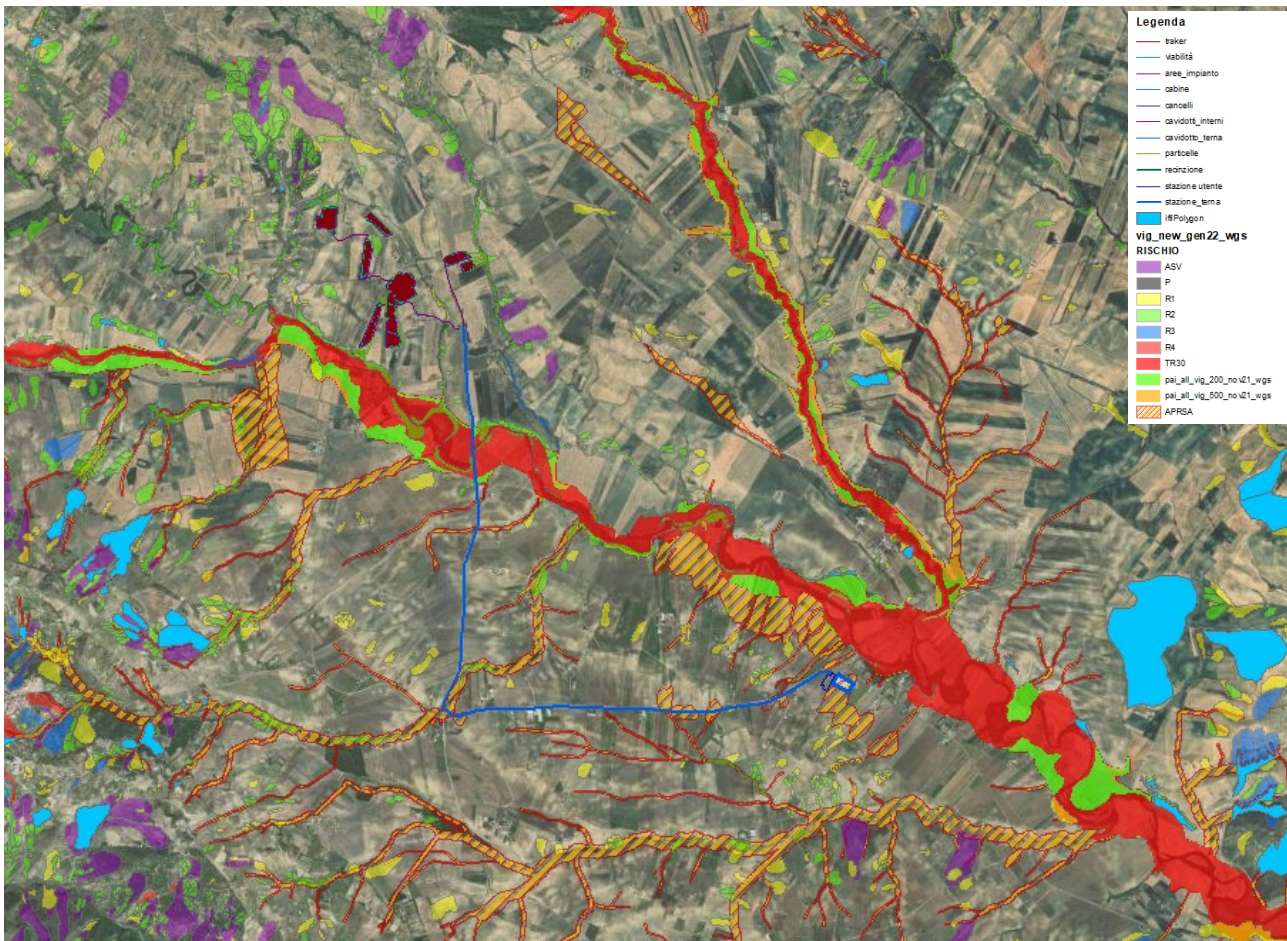 Legenda
traker
viabilità
aree_impianto
cabine
cancelli
cavidotti_interni
cavidotto_terna
particelle
recinzione
stazione utente
stazione_terna
iffiPolygon
vig_new_gen22_wgs
RISCHIO
ASV
P
R1
R2
R3
R4
TR30
pai_all_vig_200_nov21_wgs
pai_all_vig_500_nov21_wgs
APRSA